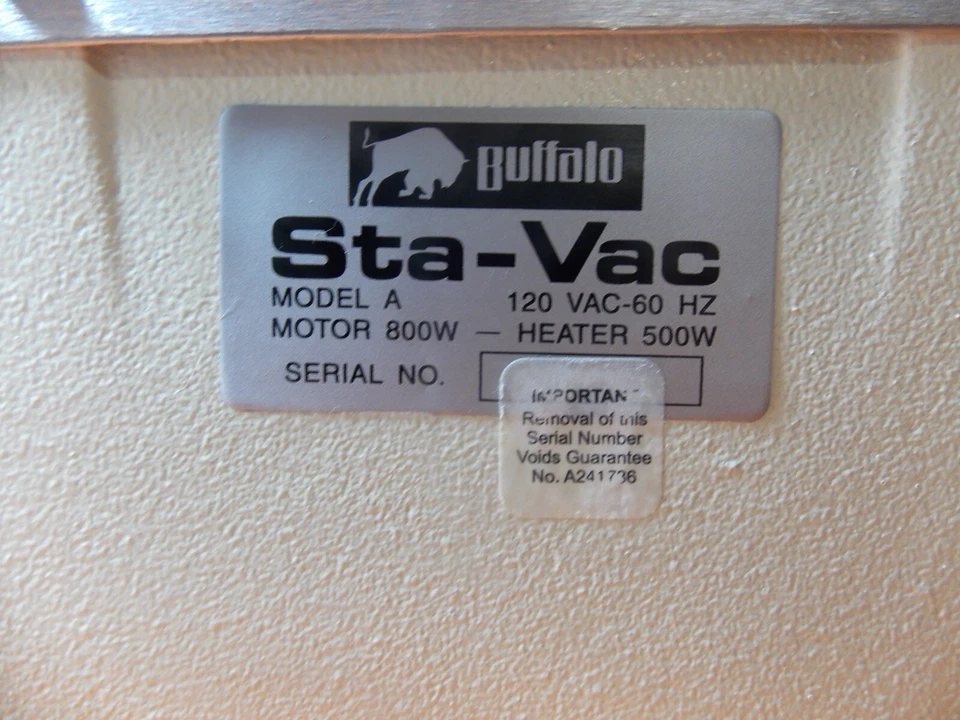 Buffalo
Sta-Vac
MODEL A 120 VAC-60 HZ
MOTOR 800W — HEATER 500W
SERIAL NO.
IMPORTANT
Removal of this
Serial Number
Voids Guarantee
No. A241736